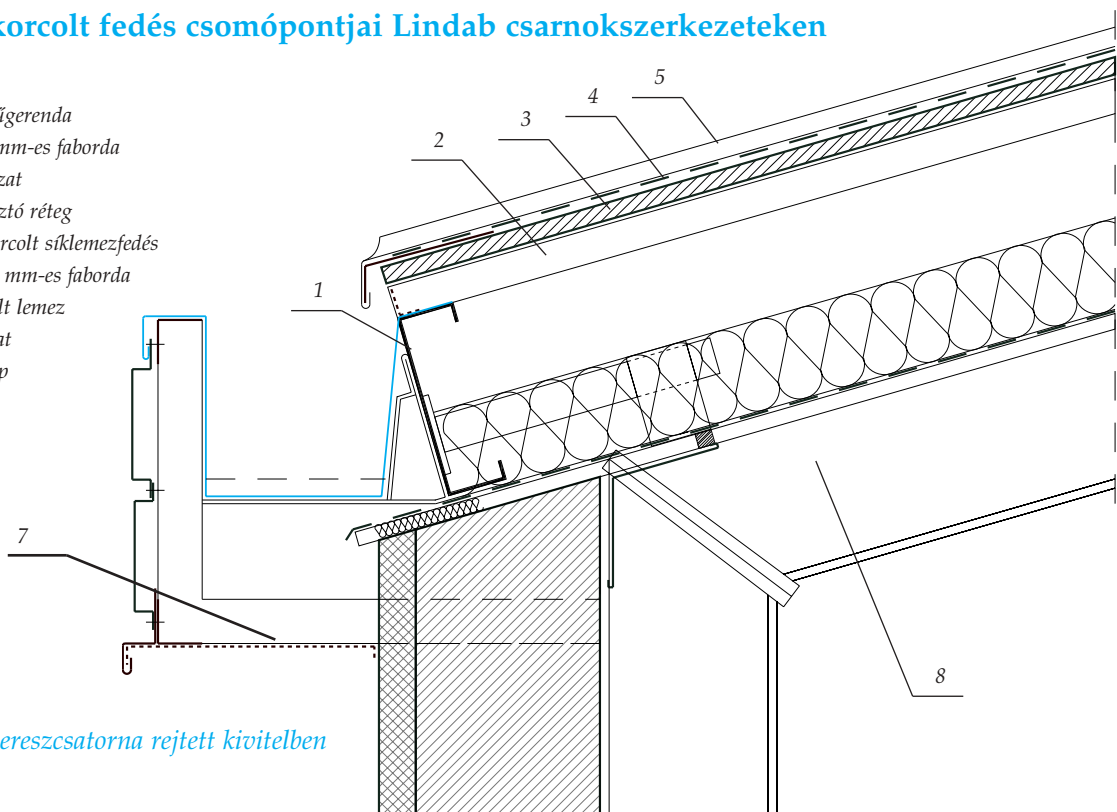 korcolt fedés csomópontjai Lindab csarnokszerkezeteken
5
4
3
2
1
űgerenda
mm-es faborda
zat
ztó réteg
rcolt síklemezfedés
mm-es faborda
lt lemez
at
p
7
8
ereszcsatorna rejtett kivitelben